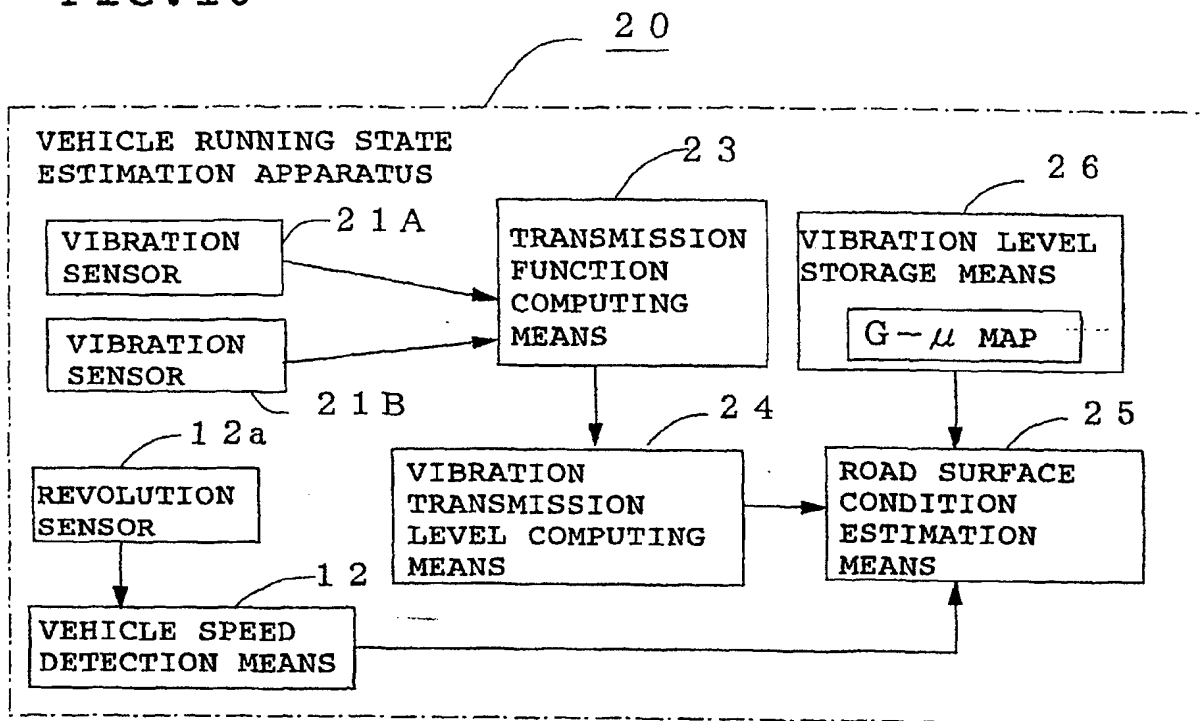 20
VEHICLE RUNNING STATE
ESTIMATION APPARATUS
21A
VIBRATION
SENSOR
VIBRATION
SENSOR
21B
23
TRANSMISSION
FUNCTION
COMPUTING
MEANS
26
VIBRATION LEVEL
STORAGE MEANS
G-μ MAP
12a
REVOLUTION
SENSOR
24
VIBRATION
TRANSMISSION
LEVEL COMPUTING
MEANS
25
ROAD SURFACE
CONDITION
ESTIMATION
MEANS
12
VEHICLE SPEED
DETECTION MEANS